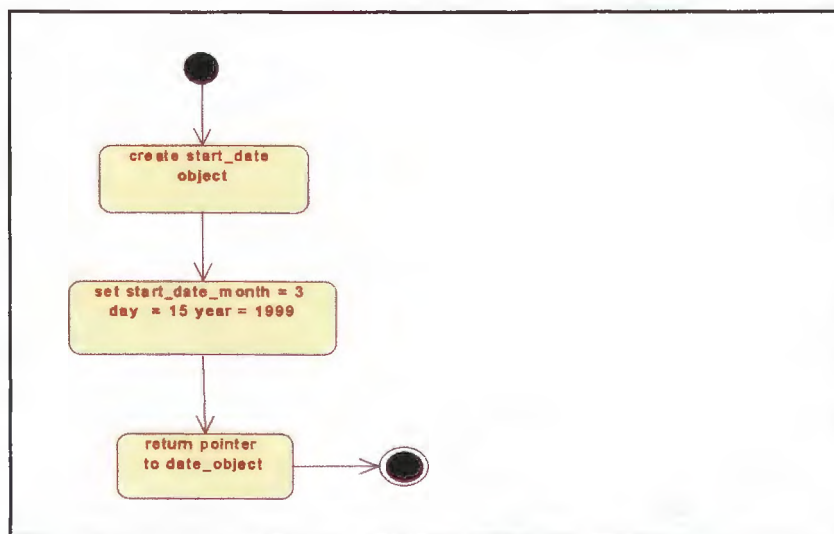 create start_date
object
set start_date_month = 3
day = 15 year = 1999
return pointer
to date_object